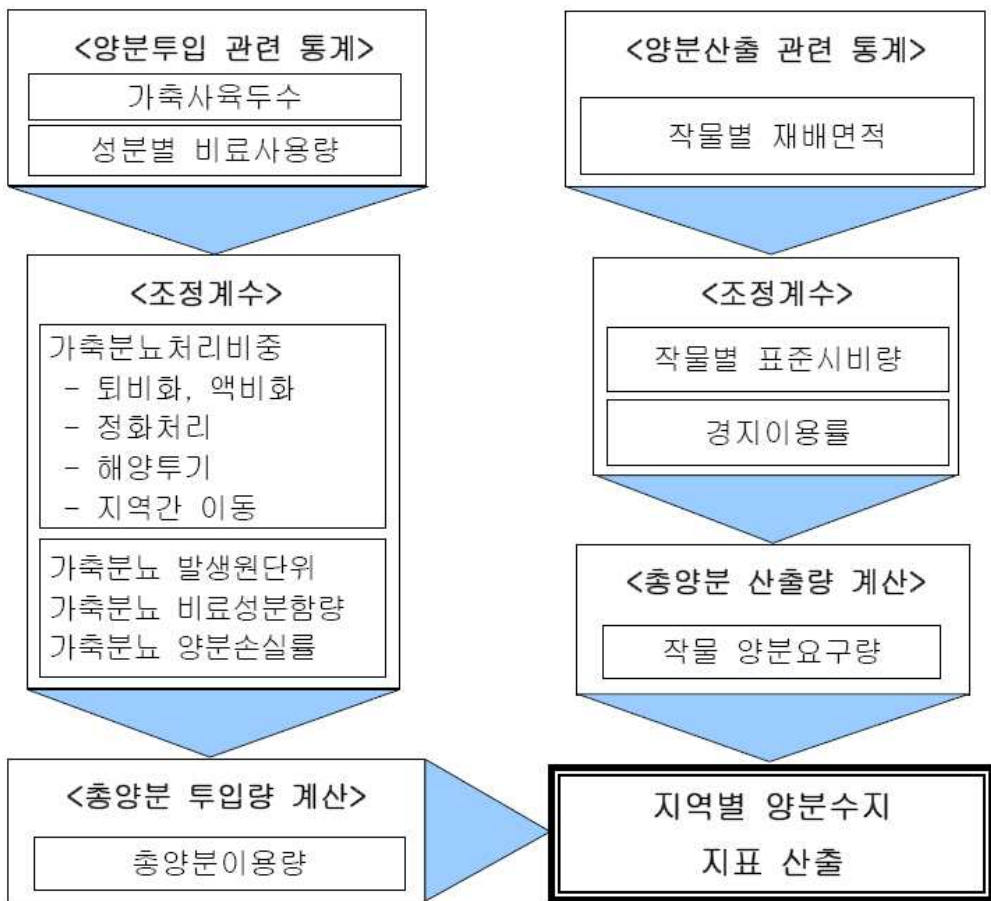 <양분투입 관련 통계>
가축사육두수
성분별 비료사용량
<조정계수>
가축분뇨처리비중
- 퇴비화, 액비화
- 정화처리
- 해양투기
- 지역간 이동
가축분뇨 발생원단위
가축분뇨 비료성분함량
가축분뇨 양분손실률
<총양분 투입량 계산>
총양분이용량
<양분산출 관련 통계>
작물별 재배면적
<조정계수>
작물별 표준시비량
경지이용률
<총양분 산출량 계산>
작물 양분요구량
지역별 양분수지
지표 산출